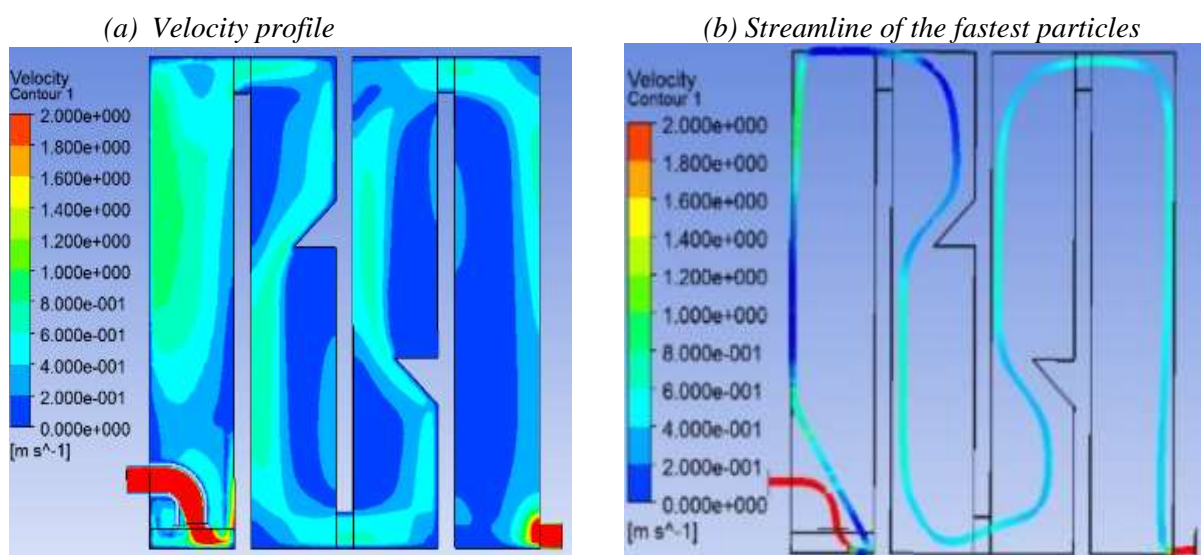 (a) Velocity profile
Velocity
Contour 1
2.000e+000
1.800e+000
1.600e+000
1.400e+000
1.200e+000
1.000e+000
8.000e-001
6.000e-001
4.000e-001
2.000e-001
0.000e+000
[m s^-1]
(b) Streamline of the fastest particles
Velocity
Contour 1
2.000e+000
1.800e+000
1.600e+000
1.400e+000
1.200e+000
1.000e+000
8.000e-001
6.000e-001
4.000e-001
2.000e-001
0.000e+000
[m s^-1]